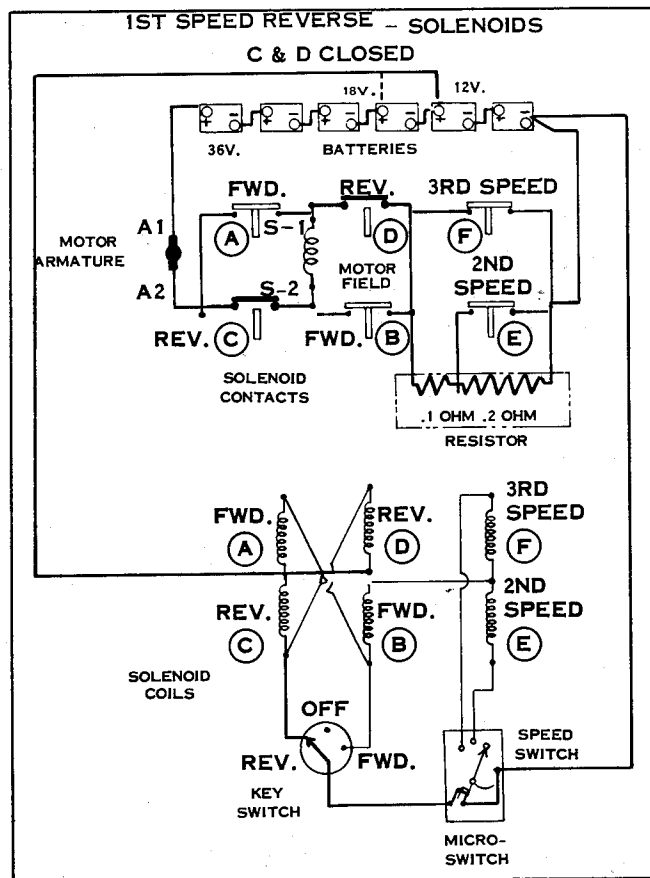 1ST SPEED REVERSE – SOLENOIDS
C & D CLOSED
18V. 12V.
+ - + - + - + - + - + -
36V. BATTERIES
FWD. REV. 3RD SPEED
A1 A S-1 D F
MOTOR ARMATURE
MOTOR FIELD
2ND SPEED
A2 S-2
REV. C FWD. B E
SOLENOID
CONTACTS
.1 OHM .2 OHM
RESISTOR
FWD. REV. 3RD SPEED
A D F
REV. FWD. 2ND SPEED
C B E
SOLENOID
COILS
OFF
REV. FWD.
SPEED
SWITCH
KEY
SWITCH
MICRO-
SWITCH